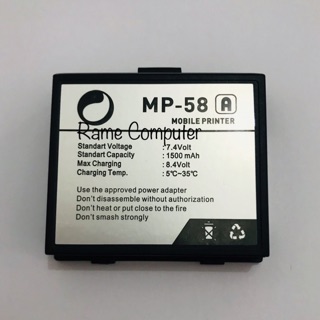 MP-58 A
MOBILE PRINTER
Rame Computer
Standart Voltage : 7.4Volt
Standart Capacity : 1500 mAh
Max Charging : 8.4Volt
Charging Temp. : 5℃~35℃
Use the approved power adapter
Don't disassemble without authorization
Don't heat or put close to the fire
Don't smash strongly